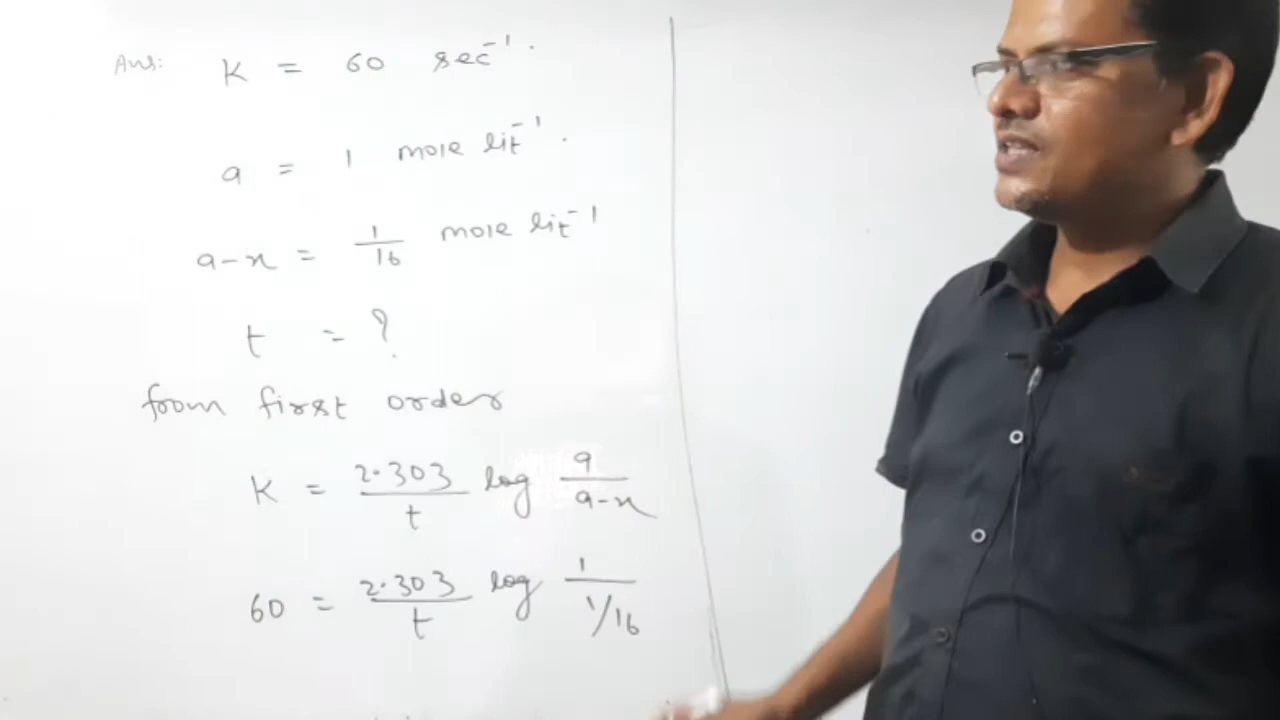 Ans: K = 60 sec⁻¹.
a = 1 mole lit⁻¹.
a-x = 1/16 mole lit⁻¹
t = ?
from first order
K = 2.303/t log a/a-x
60 = 2.303/t log 1/1/16